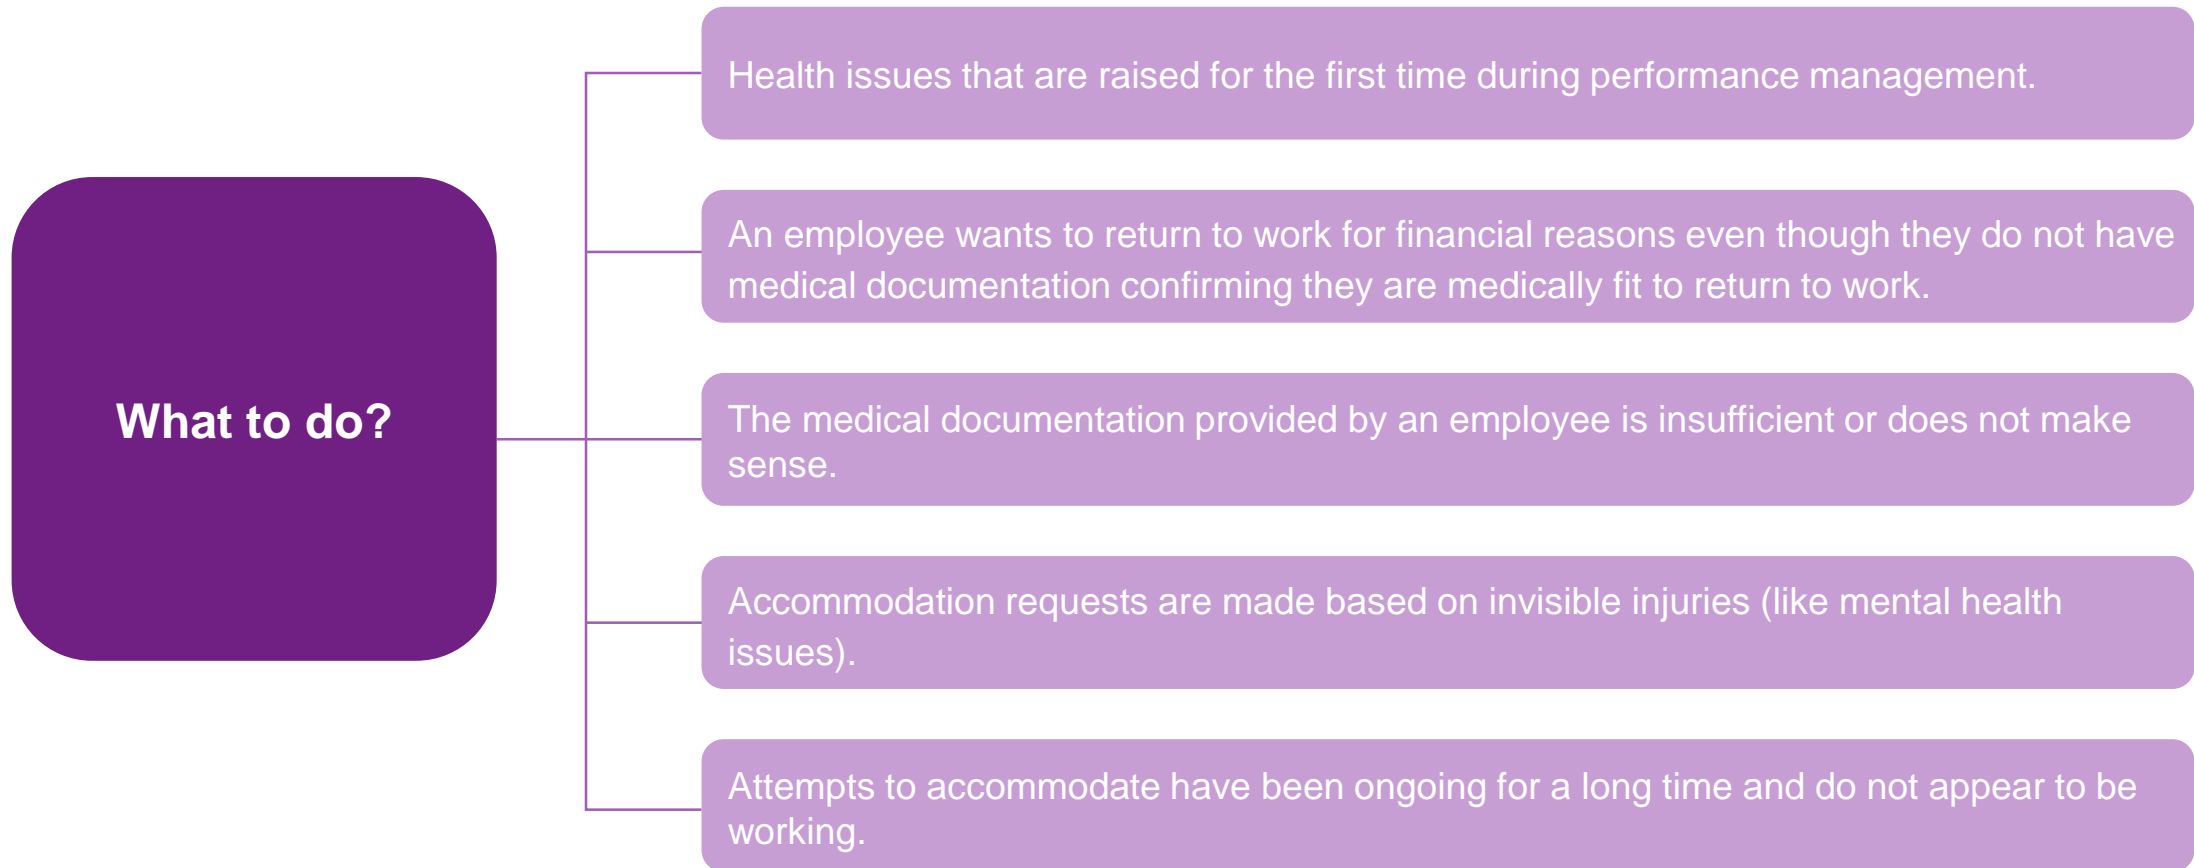 What to do?
Health issues that are raised for the first time during performance management.
An employee wants to return to work for financial reasons even though they do not have
medical documentation confirming they are medically fit to return to work.
The medical documentation provided by an employee is insufficient or does not make
sense.
Accommodation requests are made based on invisible injuries (like mental health
issues).
Attempts to accommodate have been ongoing for a long time and do not appear to be
working.